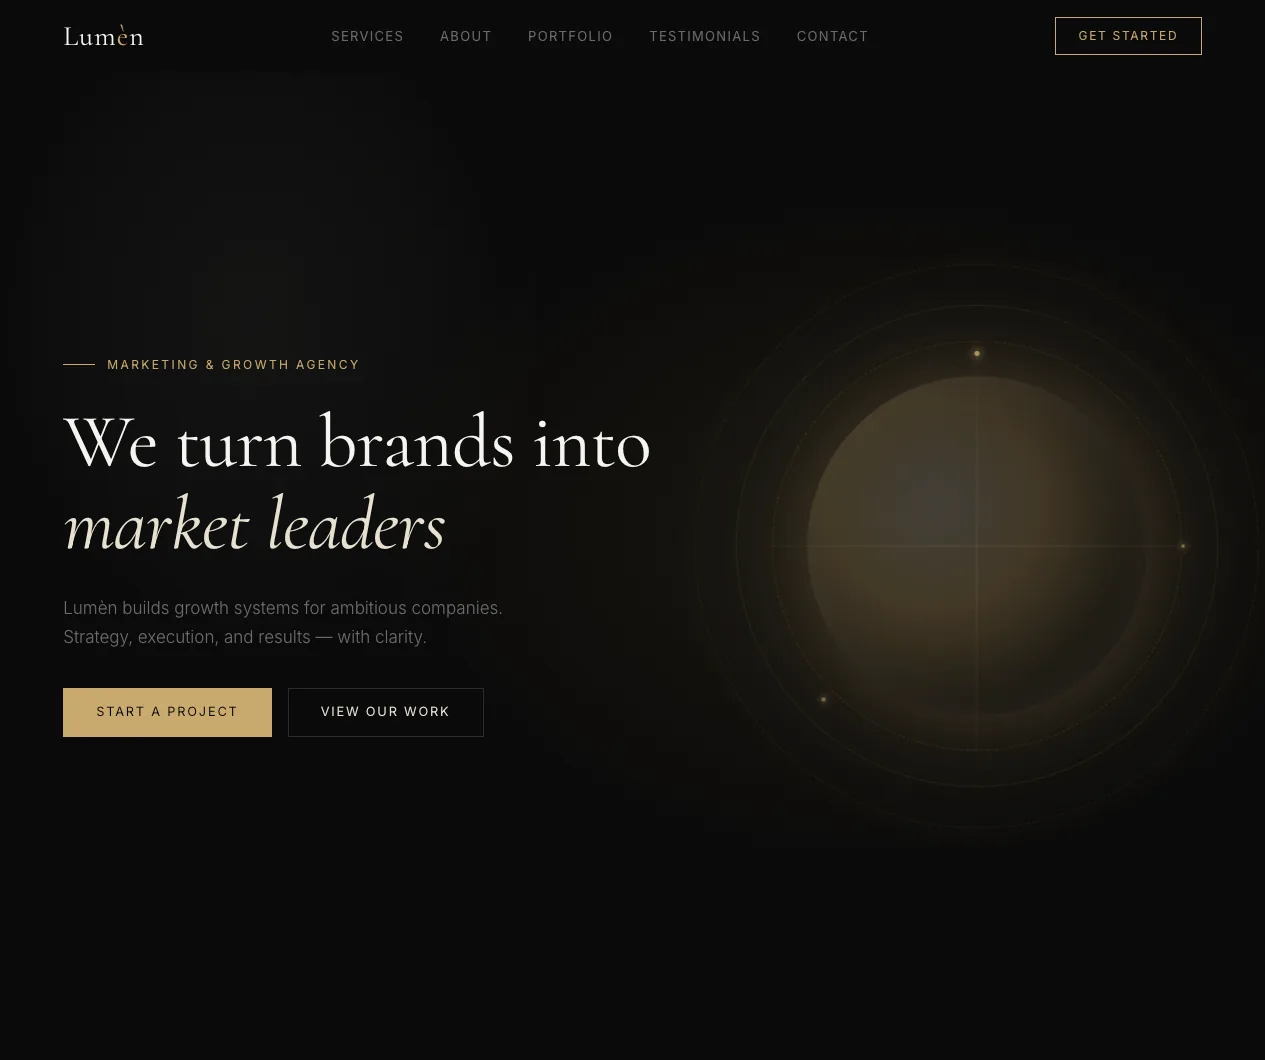 Lumèn
SERVICES
ABOUT
PORTFOLIO
TESTIMONIALS
CONTACT
GET STARTED
MARKETING & GROWTH AGENCY
We turn brands into
market leaders
Lumèn builds growth systems for ambitious companies.
Strategy, execution, and results — with clarity.
START A PROJECT
VIEW OUR WORK